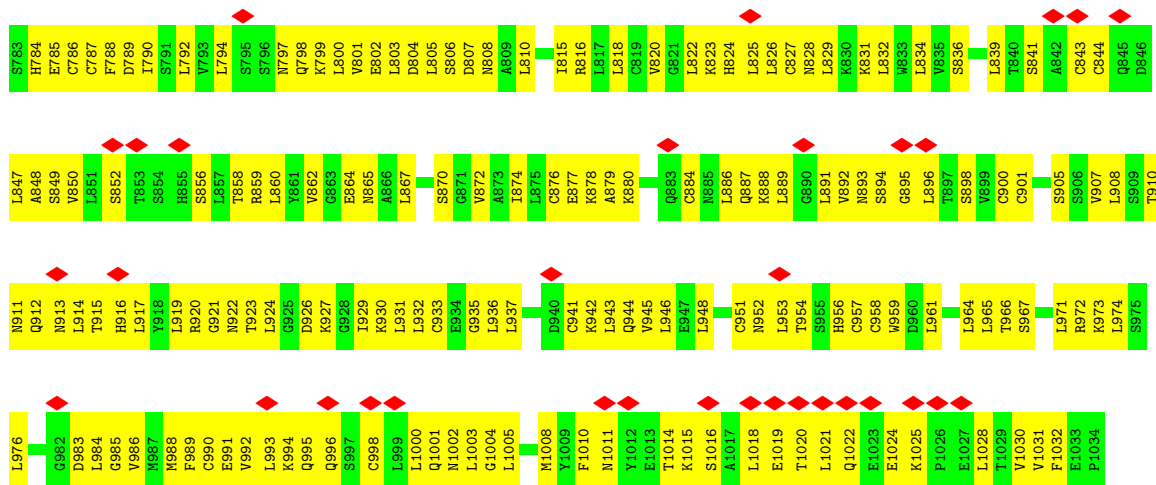 S783 H784 E785 C786 C787 F788 D789 I790 S791 L792 V793 L794 S795 S796 N797 Q798 K799 L800 V801 E802 L803 D804 L805 S806 D807 N808 A809 L810 I815 R816 L817 L818 C819 V820 G821 L822 K823 H824 L825 L826 C827 N828 L829 K830 K831 L832 W833 L834 V835 S836 L839 T840 S841 A842 C843 C844 Q845 D846
L847 A848 S849 V850 L851 S852 T853 S854 H855 S856 L857 T858 R859 L860 Y861 V862 G863 E864 N865 A866 L867 S870 G871 V872 A873 I874 L875 C876 E877 K878 A879 K880 Q883 C884 N885 L886 Q887 K888 L889 G890 L891 V892 N893 S894 G895 L896 T897 S898 V899 C900 C901 S905 S906 V907 L908 S909 T910
N911 Q912 N913 L914 T915 H916 L917 Y918 L919 R920 G921 N922 T923 L924 G925 D926 K927 G928 I929 K930 L931 L932 C933 E934 G935 L936 L937 D940 C941 K942 L943 Q944 V945 L946 E947 L948 C951 N952 L953 T954 S955 H956 C957 C958 W959 D960 L961 L964 L965 T966 S967 L971 R972 K973 L974 S975
L976 G982 D983 L984 G985 V986 M987 M988 F989 C990 E991 V992 L993 K994 Q995 Q996 S997 C998 L999 L1000 Q1001 N1002 L1003 G1004 L1005 M1008 Y1009 F1010 N1011 Y1012 E1013 T1014 K1015 S1016 A1017 L1018 E1019 T1020 L1021 Q1022 E1023 E1024 K1025 P1026 E1027 L1028 T1029 V1030 V1031 F1032 E1033 P1034